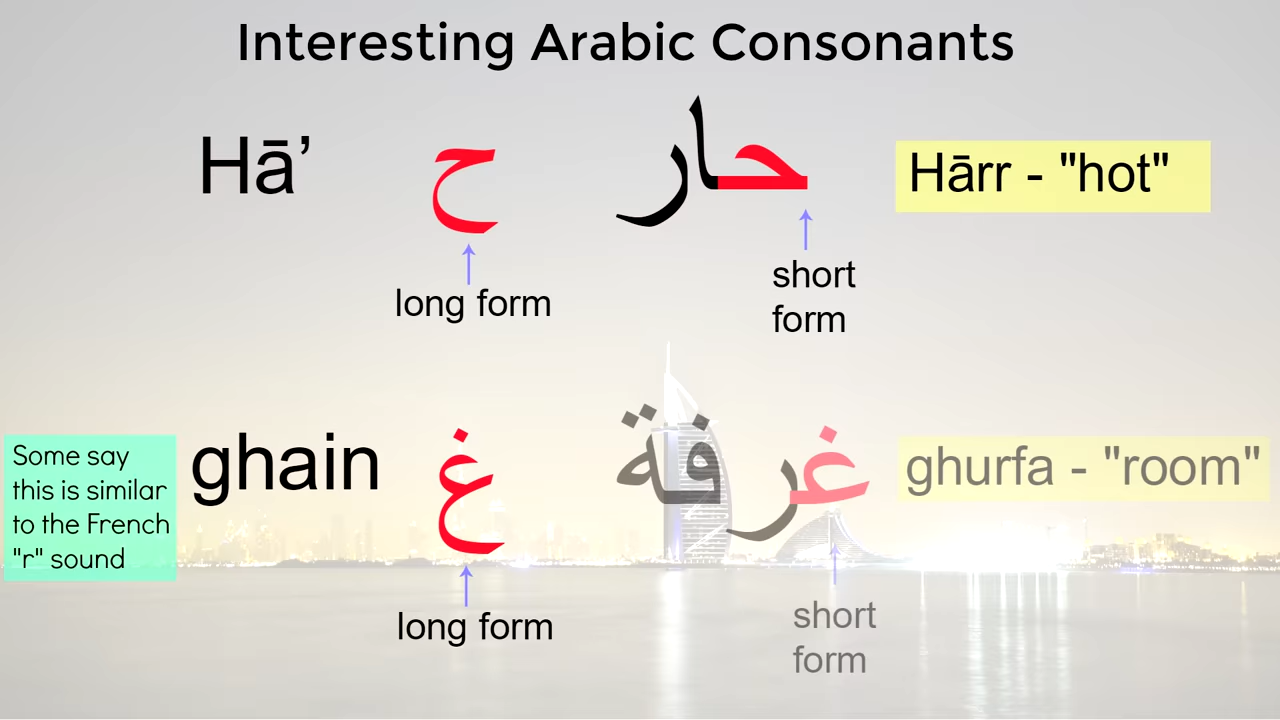 Interesting Arabic Consonants
Hā’
ح
حار
Hārr - "hot"
long form
short
form
Some say
this is similar
to the French
"r" sound
ghain
غ
غرفة
ghurfa - "room"
long form
short
form